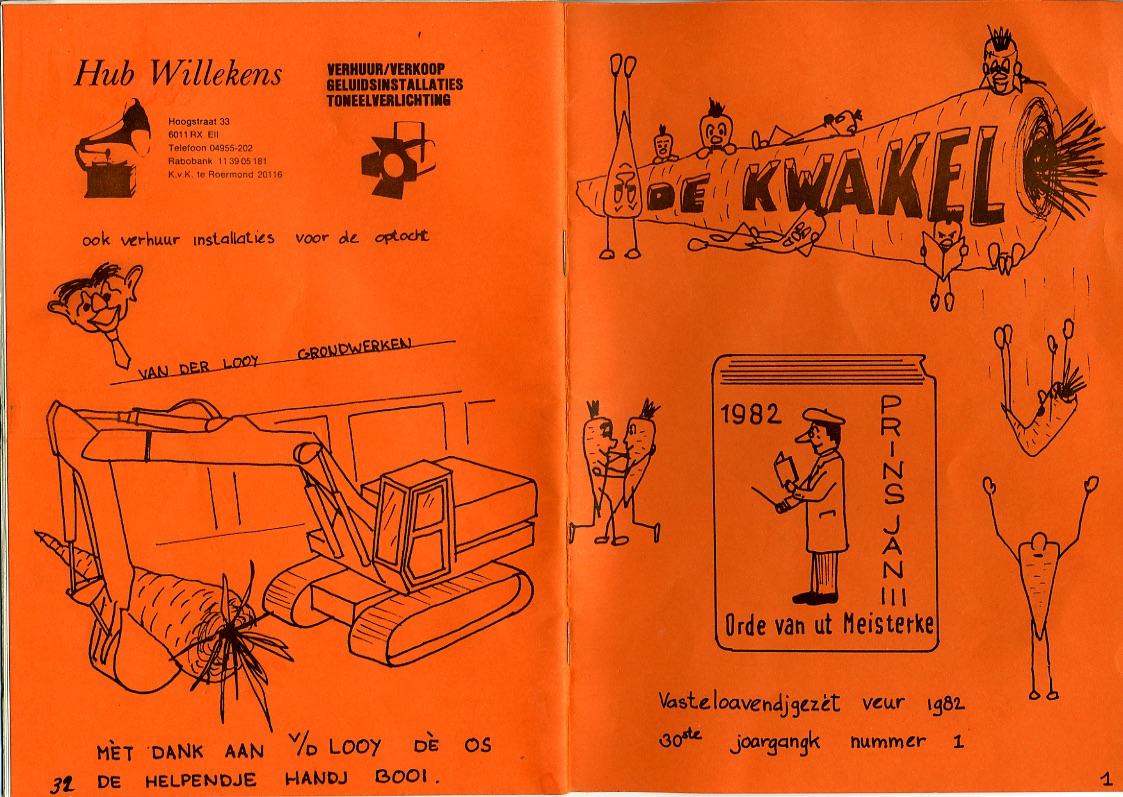 Hub Willekens
VERHUUR/VERKOOP
GELUIDSINSTALLATIES
TONEELVERLICHTING
Hoogstraat 33
6011 RX Ell
Telefoon 04955-202
Rabobank 11 39 05 181
K.v.K. te Roermond 20116
ook verhuur installaties voor de optocht
VAN DER LOOY GRONDWERKEN
MÈT DANK AAN V/D LOOY DÈ OS
DE HELPENDJE HANDJ BOOI.
32
DE KWAKEL
1982
PRINS JAN III
Orde van ut Meisterke
Vasteloavendjgezèt veur 1982
30ste joargangk nummer 1
1